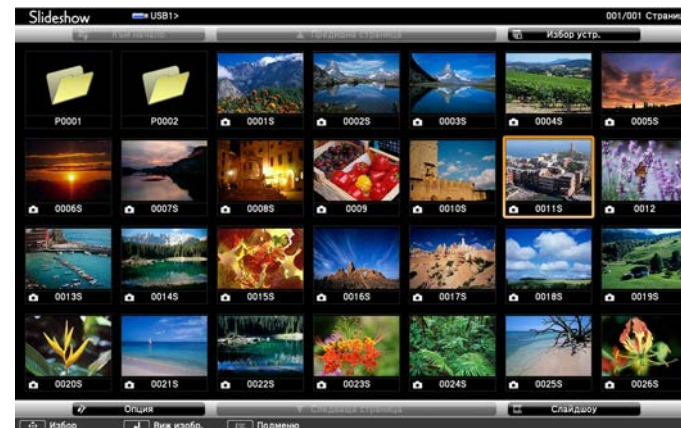 Slideshow USB1> 001/001 Страни
Към начало Предишна страница Избор устр.
P0001 P0002 0001S 0002S 0003S 0004S 0005S
0006S 0007S 0008S 0009 0010S 0011S 0012
0013S 0014S 0015S 0016S 0017S 0018S 0019S
0020S 0021S 0022S 0023S 0024S 0025S 0026S
Опция Следваща страница Слайдшоу
Избор Виж изобр. Подменю